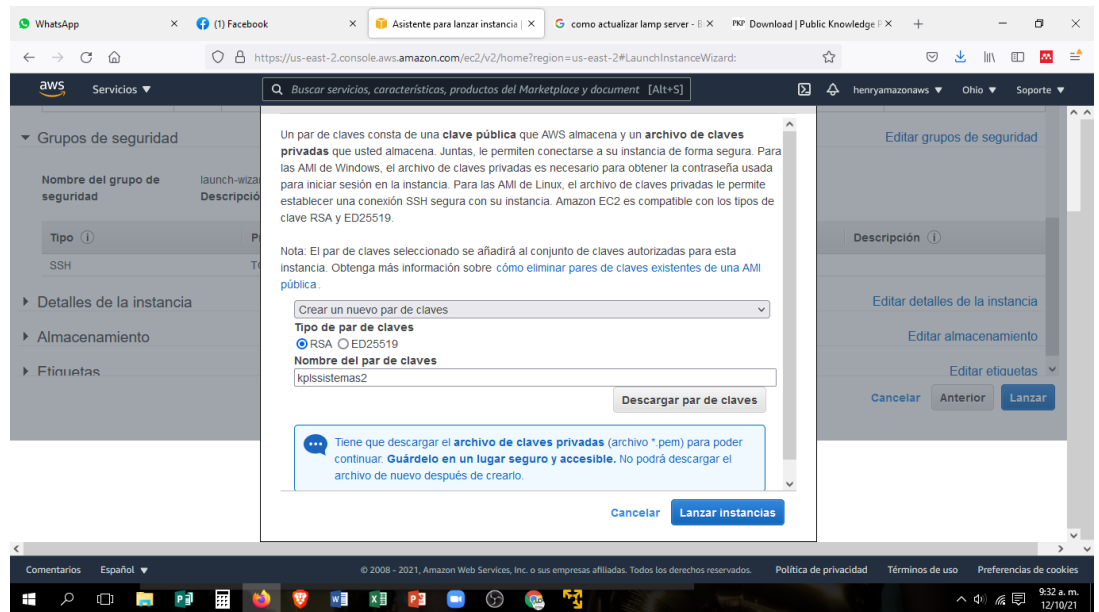 WhatsApp
(1) Facebook
Asistente para lanzar instancia |
como actualizar lamp server - B
PKP Download | Public Knowledge P
https://us-east-2.console.aws.amazon.com/ec2/v2/home?region=us-east-2#LaunchInstanceWizard:
aws Servicios
Buscar servicios, características, productos del Marketplace y document [Alt+S]
henryamazonaws Ohio Soporte
Grupos de seguridad
Editar grupos de seguridad
Nombre del grupo de seguridad
launch-wiza
Descripció
Tipo
P
Descripción
SSH
TC
Detalles de la instancia
Editar detalles de la instancia
Almacenamiento
Editar almacenamiento
Etiquetas
Editar etiquetas
Cancelar Anterior Lanzar
Un par de claves consta de una clave pública que AWS almacena y un archivo de claves
privadas que usted almacena. Juntas, le permiten conectarse a su instancia de forma segura. Para
las AMI de Windows, el archivo de claves privadas es necesario para obtener la contraseña usada
para iniciar sesión en la instancia. Para las AMI de Linux, el archivo de claves privadas le permite
establecer una conexión SSH segura con su instancia. Amazon EC2 es compatible con los tipos de
clave RSA y ED25519.
Nota: El par de claves seleccionado se añadirá al conjunto de claves autorizadas para esta
instancia. Obtenga más información sobre cómo eliminar pares de claves existentes de una AMI
pública.
Crear un nuevo par de claves
Tipo de par de claves
RSA ED25519
Nombre del par de claves
kplssistemas2
Descargar par de claves
Tiene que descargar el archivo de claves privadas (archivo *.pem) para poder
continuar. Guárdelo en un lugar seguro y accesible. No podrá descargar el
archivo de nuevo después de crearlo.
Cancelar Lanzar instancias
Comentarios Español
© 2008 - 2021, Amazon Web Services, Inc. o sus empresas afiliadas. Todos los derechos reservados.
Política de privacidad Términos de uso Preferencias de cookies
9:32 a. m.
12/10/21